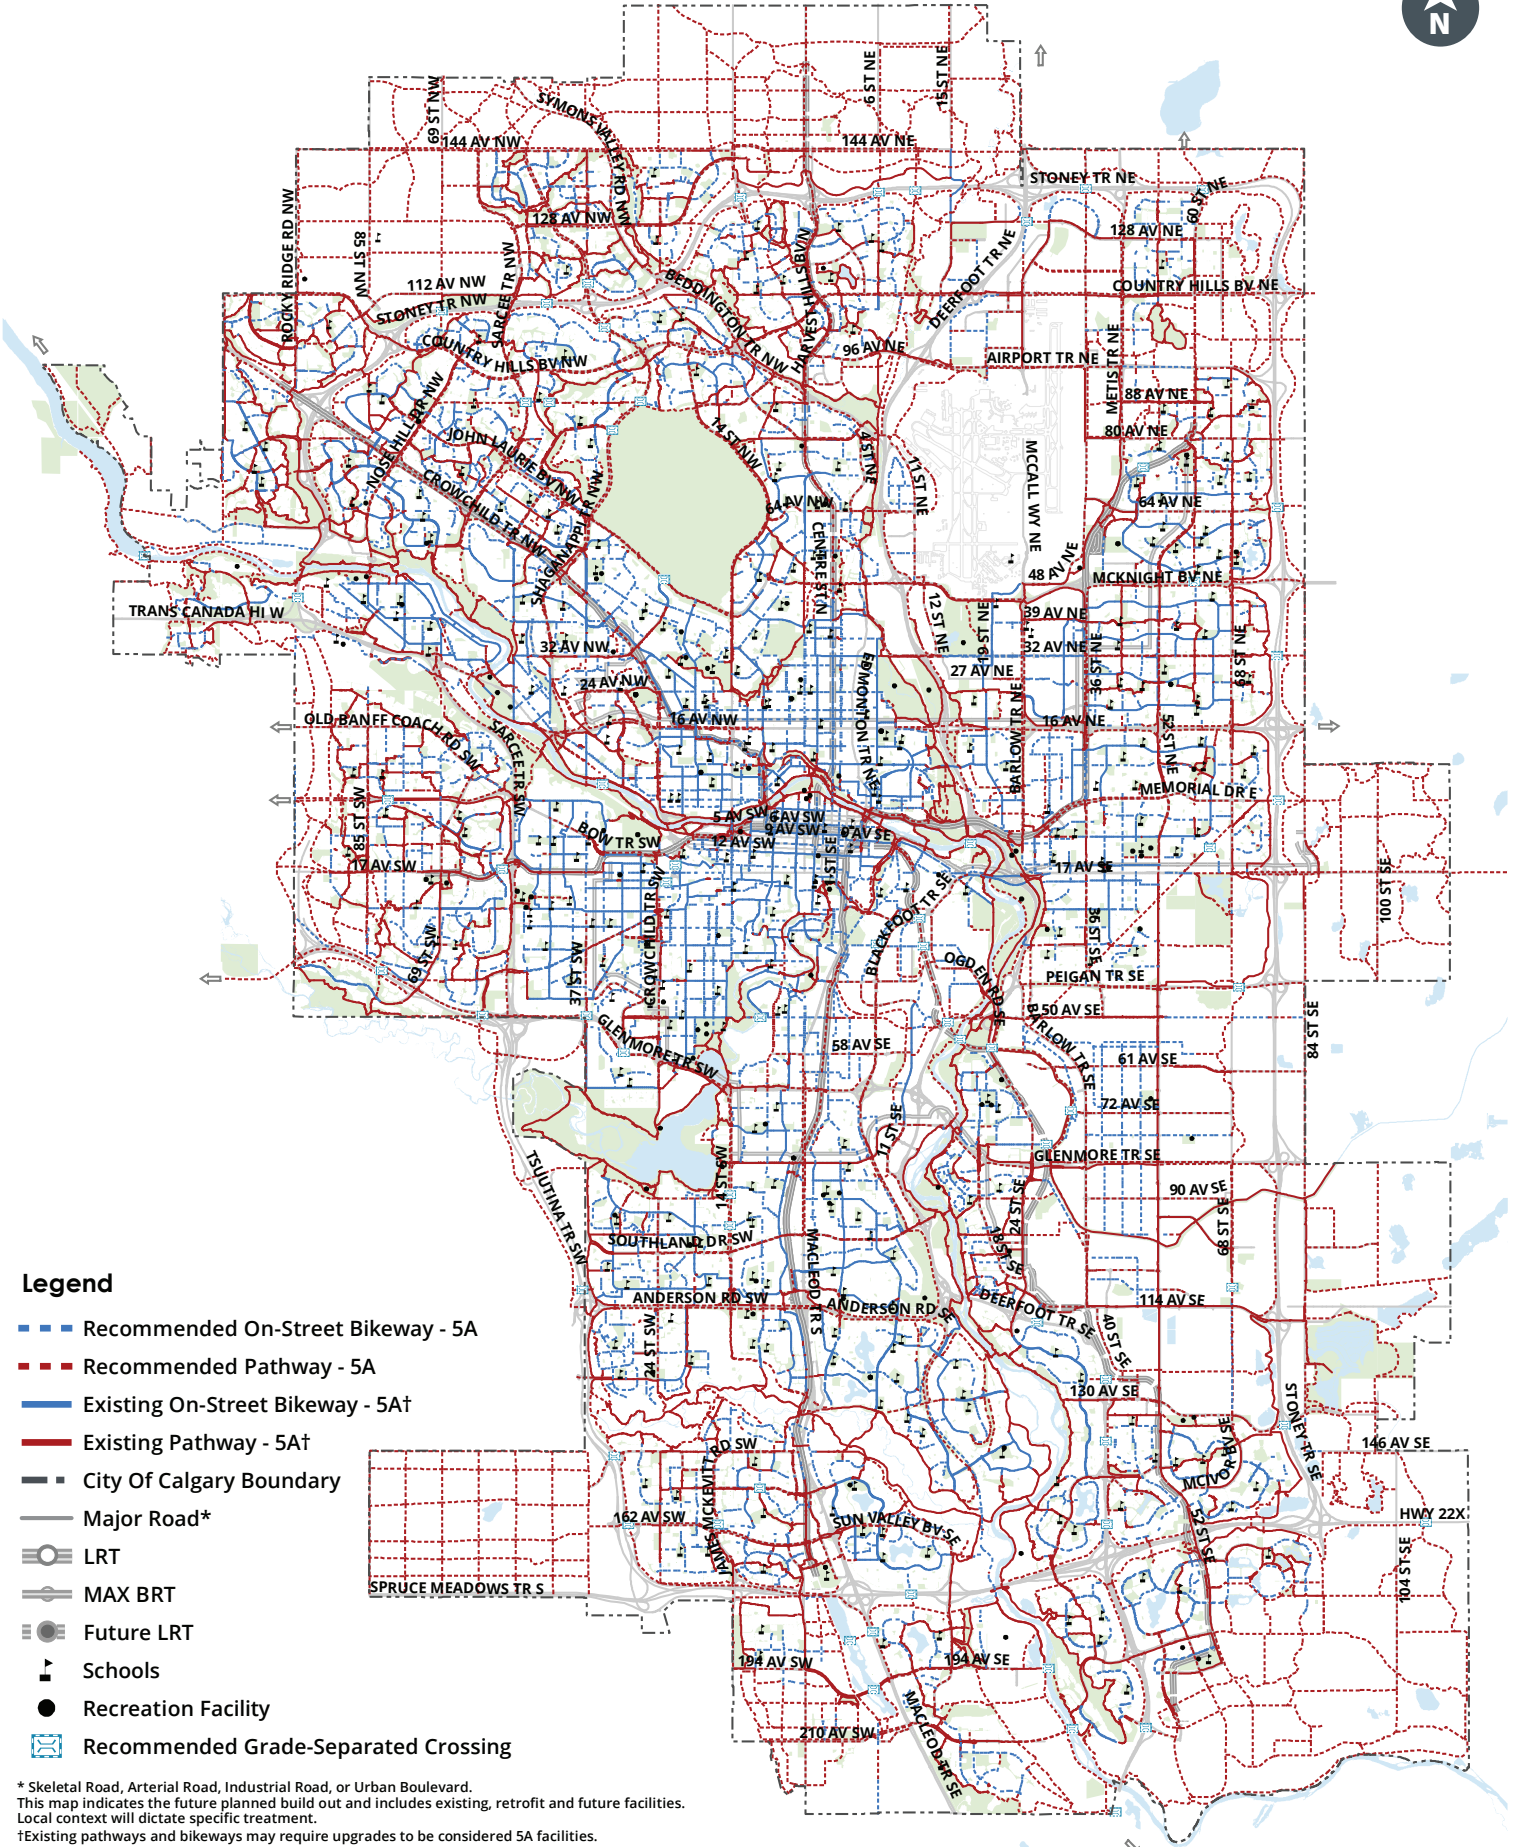 N
6 ST NE
15 ST NE
69 ST NW
SYMONS VALLEY RD NW
144 AV NW
144 AV NE
STONEY TR NE
60 ST NE
ROCKY RIDGE RD NW
85 ST NW
128 AV NW
128 AV NE
HARVEST HILLS BV N
DEERFOOT TR NE
SARCEE TR NW
112 AV NW
STONEY TR NW
BEDDINGTON TR NW
COUNTRY HILLS BV NE
COUNTRY HILLS BV NW
96 AV NE
AIRPORT TR NE
METIS TR NE
88 AV NE
80 AV NE
NOSE HILL DR NW
JOHN LAURIE BV NW
14 ST NW
4 ST NE
11 ST NE
MCCALL WY NE
CROWCHILD TR NW
SHAGANAPPI TR NW
64 AV NW
64 AV NE
CENTRE ST N
48 AV NE
MCKNIGHT BV NE
TRANS CANADA HI W
12 ST NE
19 ST NE
39 AV NE
32 AV NW
32 AV NE
36 ST NE
68 ST NE
27 AV NE
24 AV NW
EDMONTON TR NE
BARLOW TR NE
16 AV NW
16 AV NE
52 ST NE
OLD BANFF COACH RD SW
SARCEE TR SW
MEMORIAL DR E
85 ST SW
5 AV SW
6 AV SW
9 AV SW
9 AV SE
BOW TR SW
12 AV SW
1 ST SE
17 AV SW
17 AV SE
100 ST SE
CROWCHILD TR SW
BLACKFOOT TR SE
36 ST SE
69 ST SW
37 ST SW
OGDEN RD SE
PEIGAN TR SE
50 AV SE
BARLOW TR SE
84 ST SE
GLENMORE TR SW
58 AV SE
61 AV SE
72 AV SE
11 ST SE
GLENMORE TR SE
TSUUTINA TR SW
14 ST SW
24 ST SE
90 AV SE
68 ST SE
18 ST SE
SOUTHLAND DR SW
MACLEOD TR S
ANDERSON RD SW
ANDERSON RD SE
DEERFOOT TR SE
114 AV SE
24 ST SW
40 ST SE
130 AV SE
STONEY TR SE
146 AV SE
JAMES MCKEVITT RD SW
MCIVOR BV SE
162 AV SW
SUN VALLEY BV SE
52 ST SE
HWY 22X
104 ST SE
SPRUCE MEADOWS TR S
194 AV SW
194 AV SE
MACLEOD TR SE
210 AV SW
Legend
Recommended On-Street Bikeway - 5A
Recommended Pathway - 5A
Existing On-Street Bikeway - 5A†
Existing Pathway - 5A†
City Of Calgary Boundary
Major Road*
LRT
MAX BRT
Future LRT
Schools
Recreation Facility
Recommended Grade-Separated Crossing
* Skeletal Road, Arterial Road, Industrial Road, or Urban Boulevard.
This map indicates the future planned build out and includes existing, retrofit and future facilities.
Local context will dictate specific treatment.
†Existing pathways and bikeways may require upgrades to be considered 5A facilities.